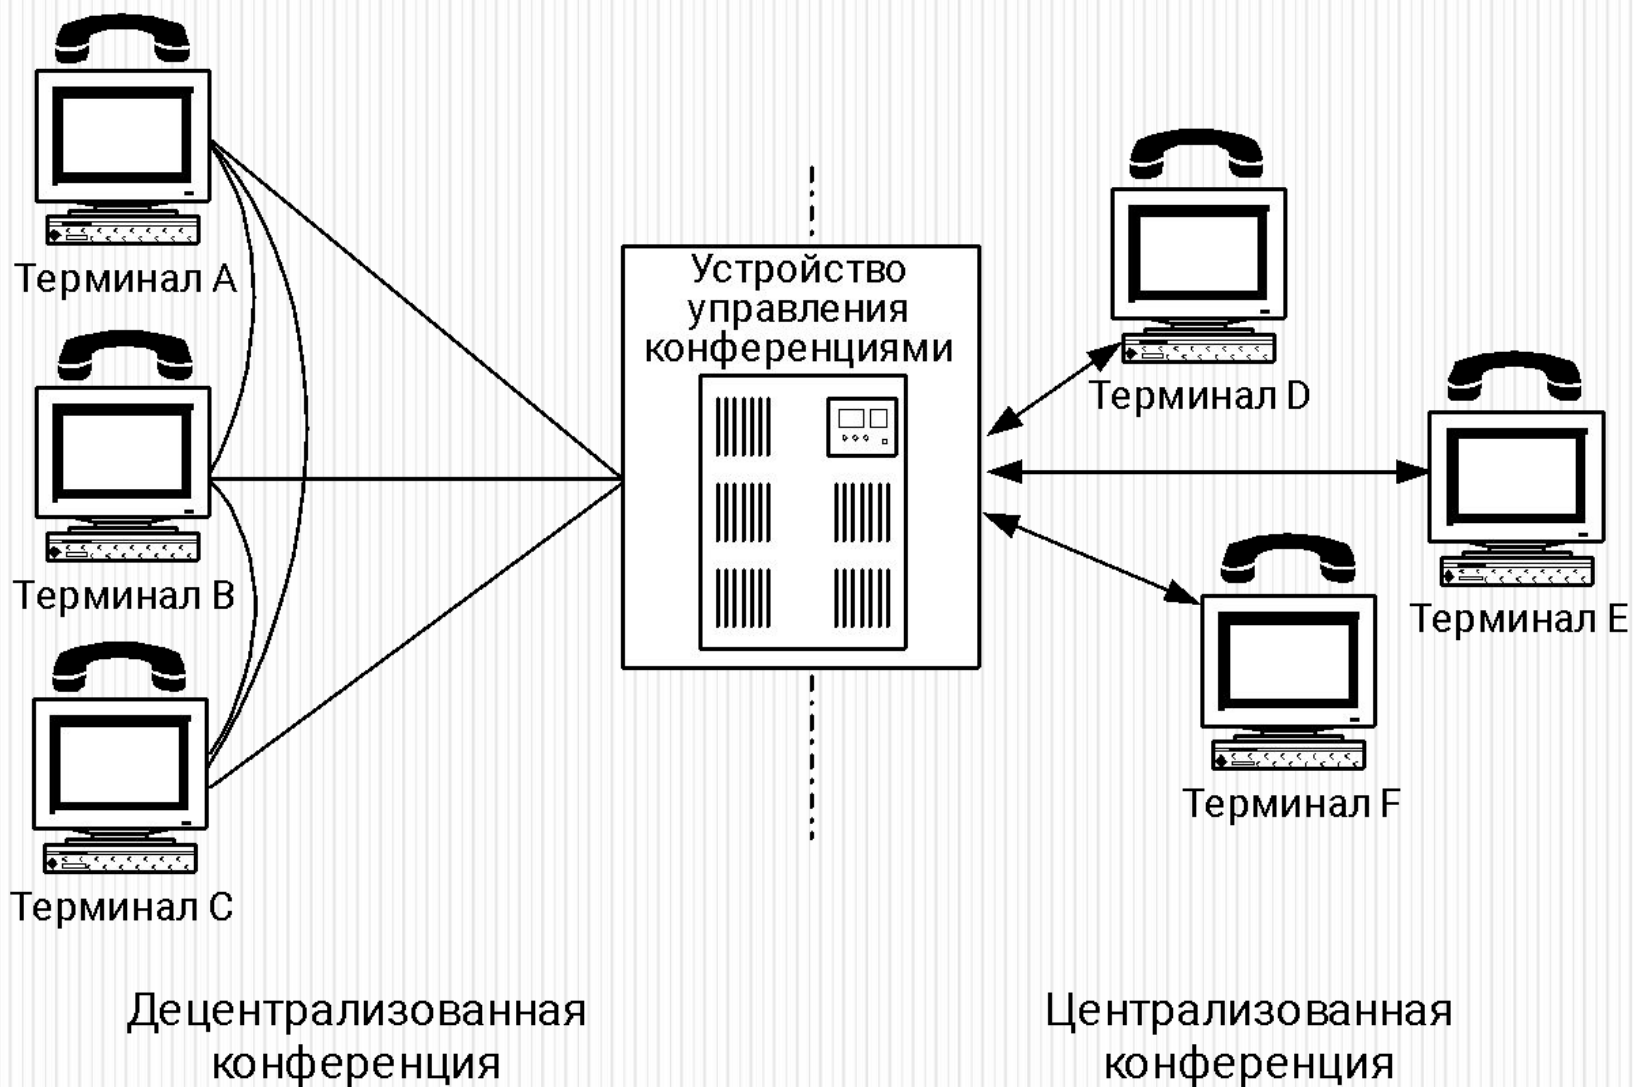 Терминал A
Терминал B
Терминал C
Устройство
управления
конференциями
Терминал D
Терминал E
Терминал F
Децентрализованная
конференция
Централизованная
конференция